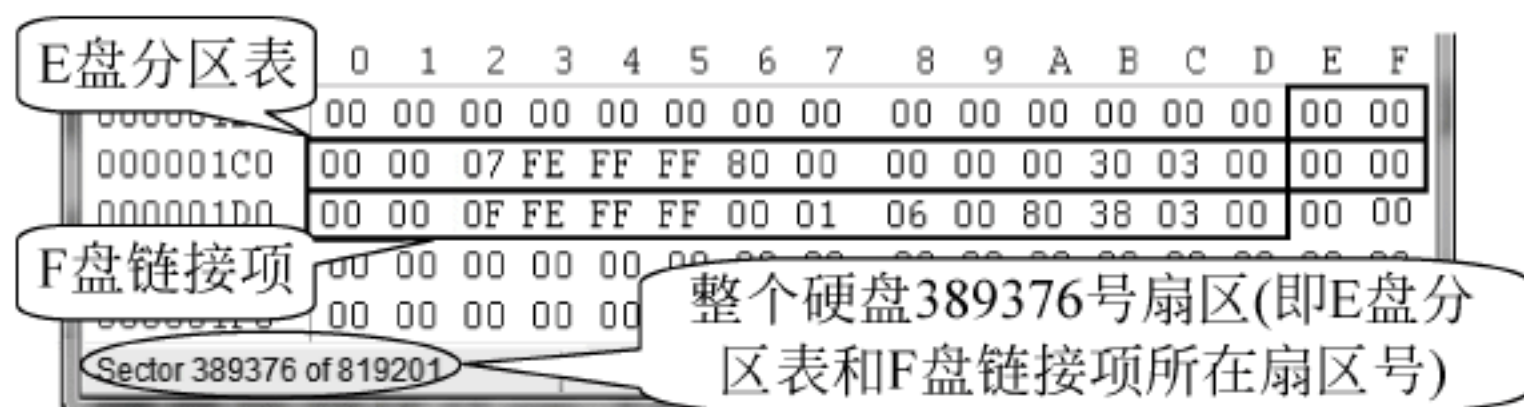 E盘分区表
0 1 2 3 4 5 6 7 8 9 A B C D E F
00 00 00 00 00 00 00 00 00 00 00 00 00 00 00 00
000001C0 00 00 07 FE FF FF 80 00 00 00 00 30 03 00 00 00
000001D0 00 00 0F FE FF FF 00 01 06 00 80 38 03 00 00 00
F盘链接项
00 00 00 00 00
00 00 00 00 00
整个硬盘389376号扇区(即E盘分
区表和F盘链接项所在扇区号)
Sector 389376 of 819201